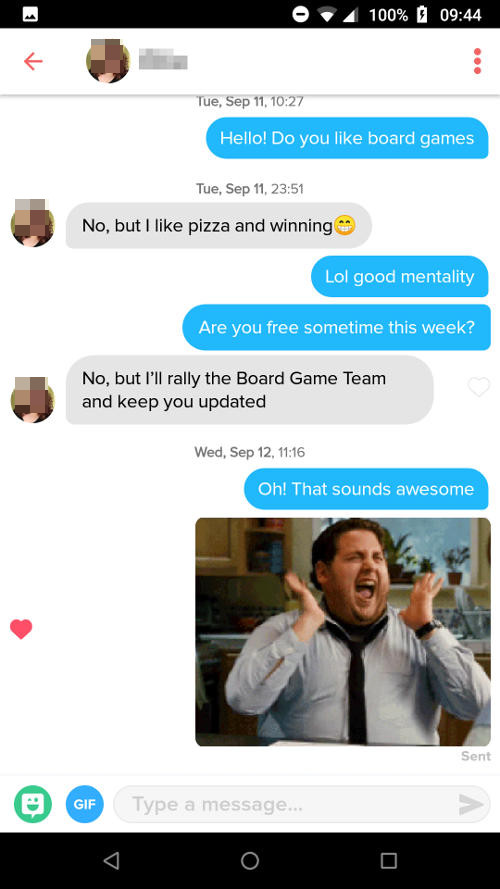 100% 09:44
Tue, Sep 11, 10:27
Hello! Do you like board games
Tue, Sep 11, 23:51
No, but I like pizza and winning😁
Lol good mentality
Are you free sometime this week?
No, but I’ll rally the Board Game Team
and keep you updated
Wed, Sep 12, 11:16
Oh! That sounds awesome
Sent
GIF
Type a message...